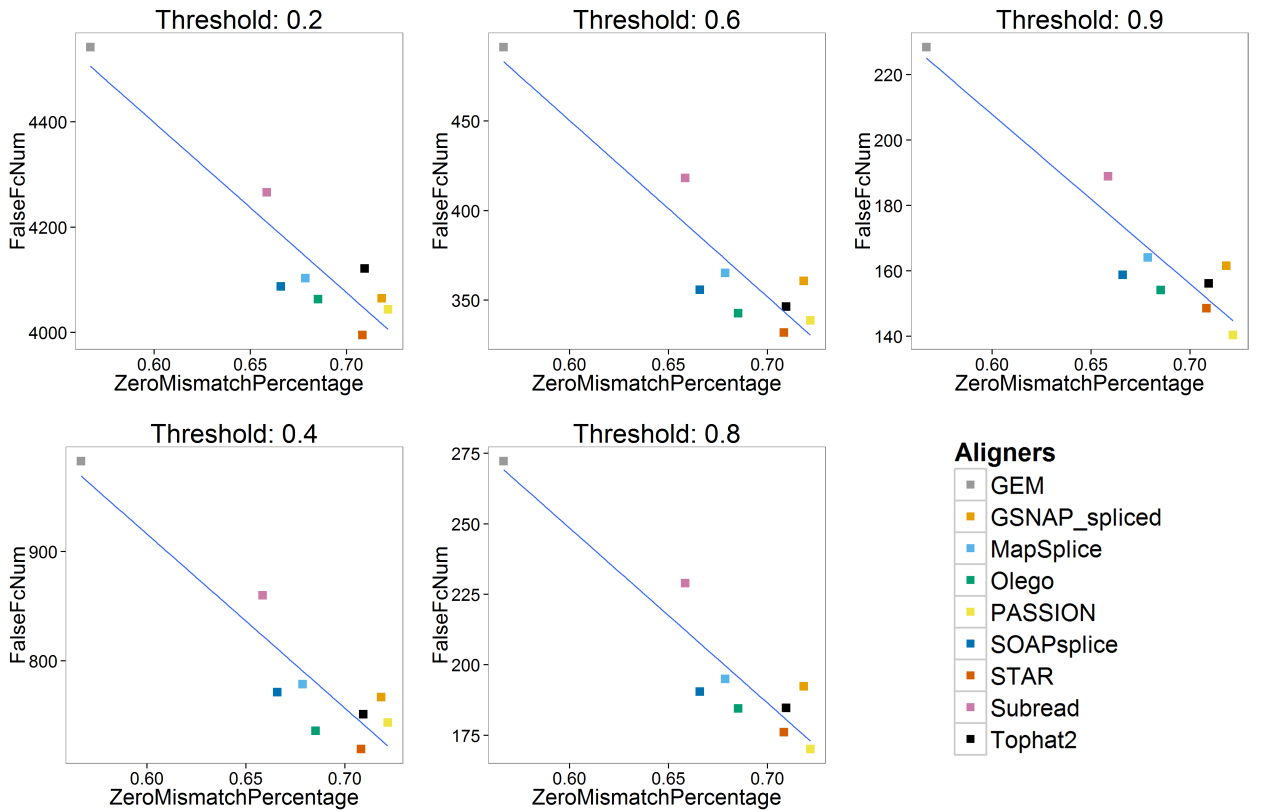 Threshold: 0.2
FalseFcNum
4400
4200
4000
0.60 0.65 0.70
ZeroMismatchPercentage
Threshold: 0.6
FalseFcNum
450
400
350
0.60 0.65 0.70
ZeroMismatchPercentage
Threshold: 0.9
FalseFcNum
220
200
180
160
140
0.60 0.65 0.70
ZeroMismatchPercentage
Threshold: 0.4
FalseFcNum
900
800
0.60 0.65 0.70
ZeroMismatchPercentage
Threshold: 0.8
FalseFcNum
275
250
225
200
175
0.60 0.65 0.70
ZeroMismatchPercentage
Aligners
GEM
GSNAP_spliced
MapSplice
Olego
PASSION
SOAPsplice
STAR
Subread
Tophat2